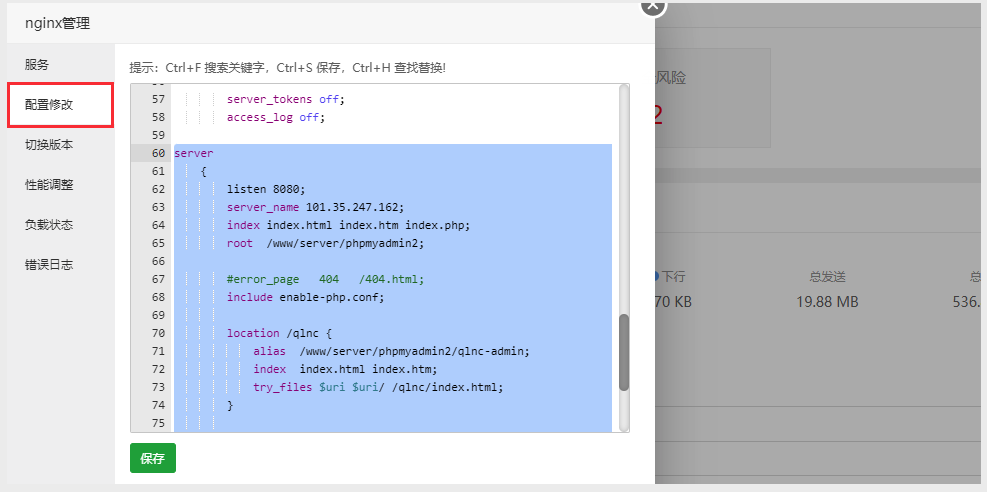 nginx管理
服务
配置修改
切换版本
性能调整
负载状态
错误日志
提示：Ctrl+F 搜索关键字，Ctrl+S 保存，Ctrl+H 查找替换!
57 server_tokens off;
58 access_log off;
59
60 server
61 {
62 listen 8080;
63 server_name 101.35.247.162;
64 index index.html index.htm index.php;
65 root  /www/server/phpmyadmin2;
66
67 #error_page   404   /404.html;
68 include enable-php.conf;
69
70 location /qlnc {
71 alias  /www/server/phpmyadmin2/qlnc-admin;
72 index  index.html index.htm;
73 try_files $uri $uri/ /qlnc/index.html;
74 }
75
保存
风险
2
下行
总发送
总
70 KB
19.88 MB
536.